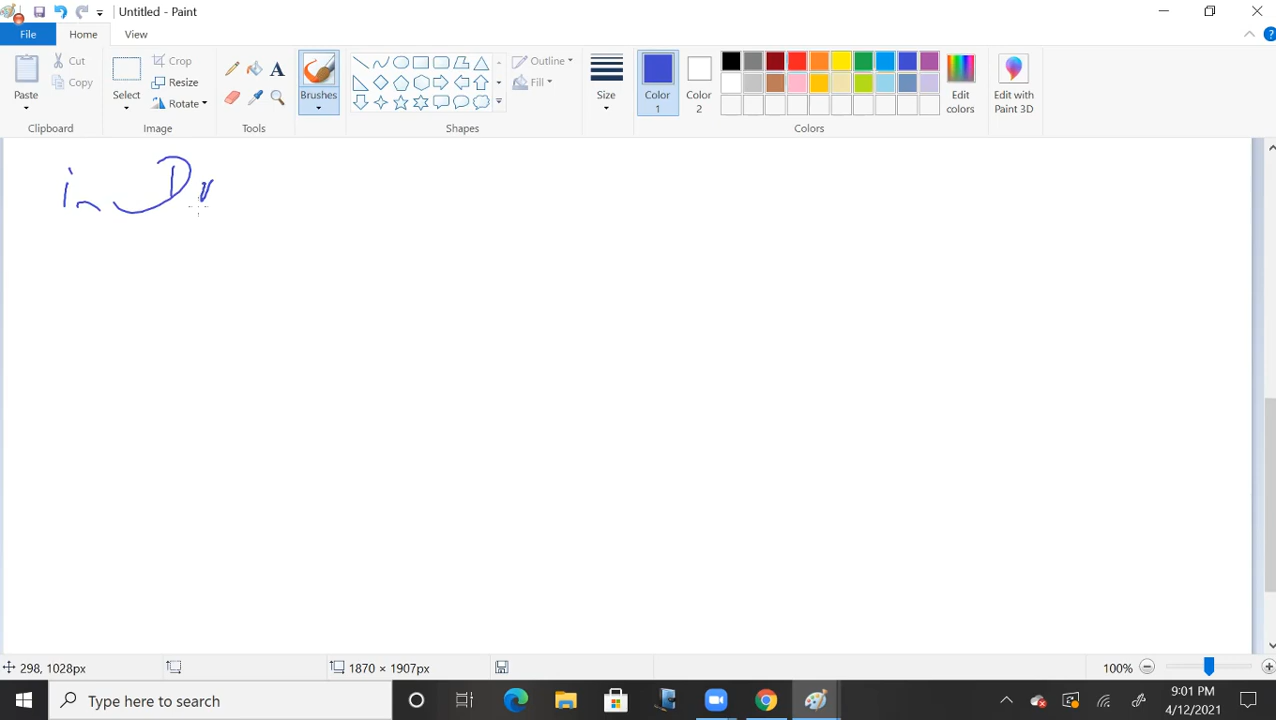 Untitled - Paint
File
Home
View
Paste
Cut
Copy
Clipboard
Select
Crop
Resize
Rotate
Image
A
Tools
Brushes
Outline
Fill
Shapes
Size
Color 1
Color 2
Edit colors
Edit with Paint 3D
Colors
?
in
298, 1028px
1870 × 1907px
100%
Type here to search
9:01 PM
4/12/2021